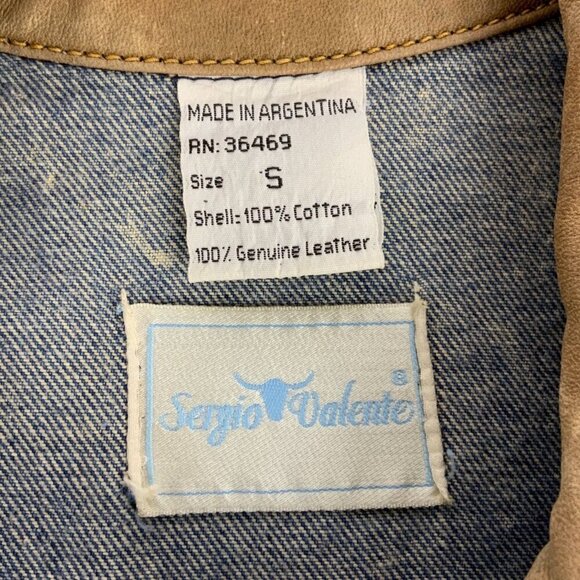 MADE IN ARGENTINA
RN: 36469
Size S
Shell: 100% Cotton
100% Genuine Leather
Sergio Valente ®